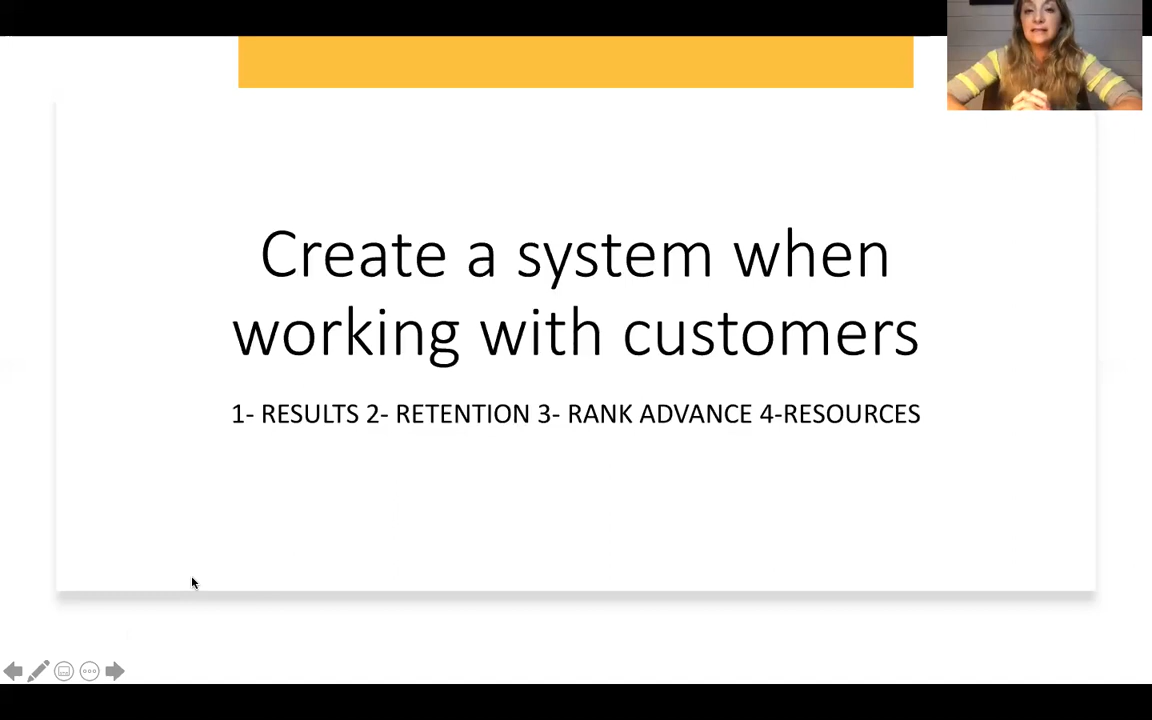 Create a system when
working with customers
1- RESULTS 2- RETENTION 3- RANK ADVANCE 4-RESOURCES